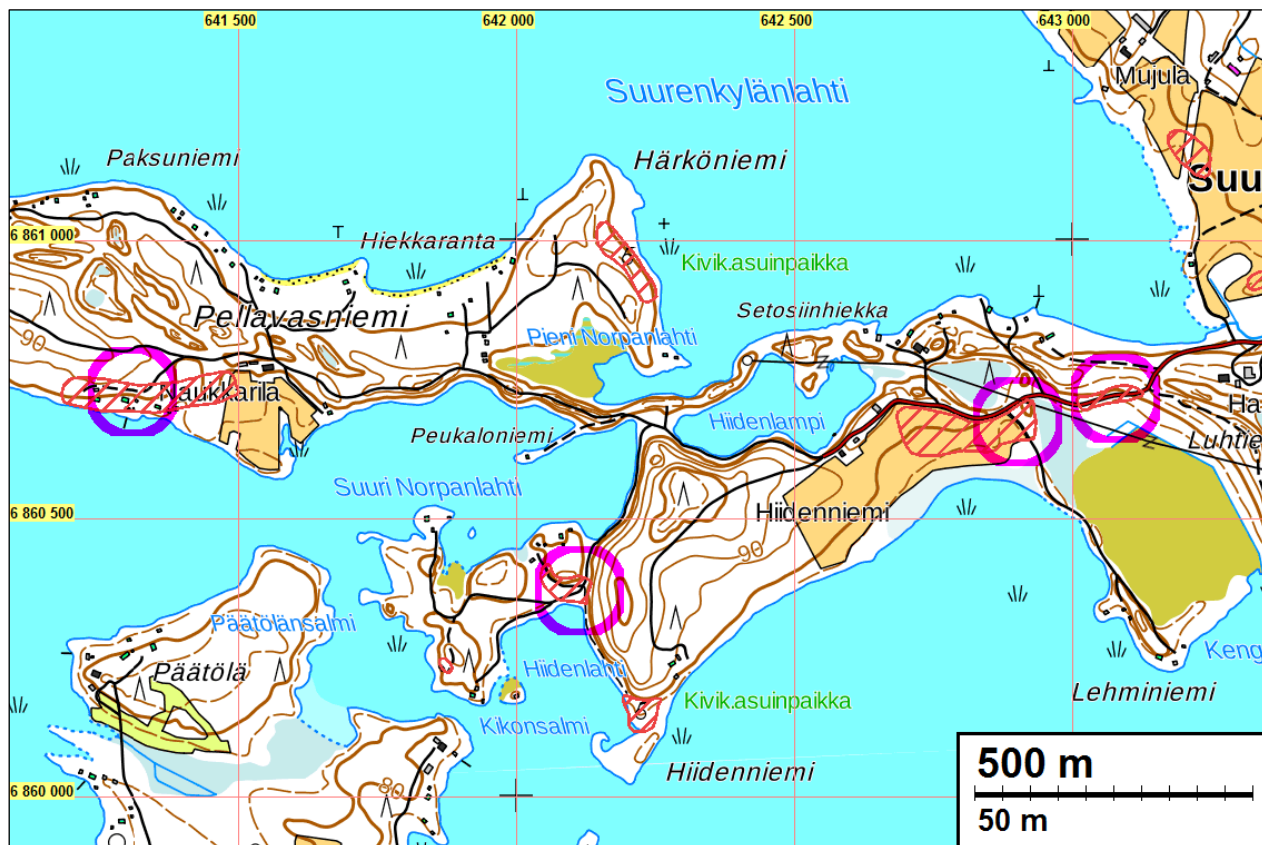 641 500
642 000
642 500
643 000
Mujula
Suurenkylänlahti
Paksuniemi
Härköniemi
Suu
6 861 000
Hiekkaranta
Kivik.asuinpaikka
Pellavasniemi
Setosiinhiekka
90
Pieni Norpanlahti
Naukkarila
Ha
Peukaloniemi
Hiidenlampi
Luhtie
Z
Z
Suuri Norpanlahti
6 860 500
Hiidenniemi
90
Päätölänsalmi
Keng
Päätölä
Hiidenlahti
Lehminiemi
Kivik.asuinpaikka
5
Kikonsalmi
Hiidenniemi
80
6 860 000
500 m
50 m